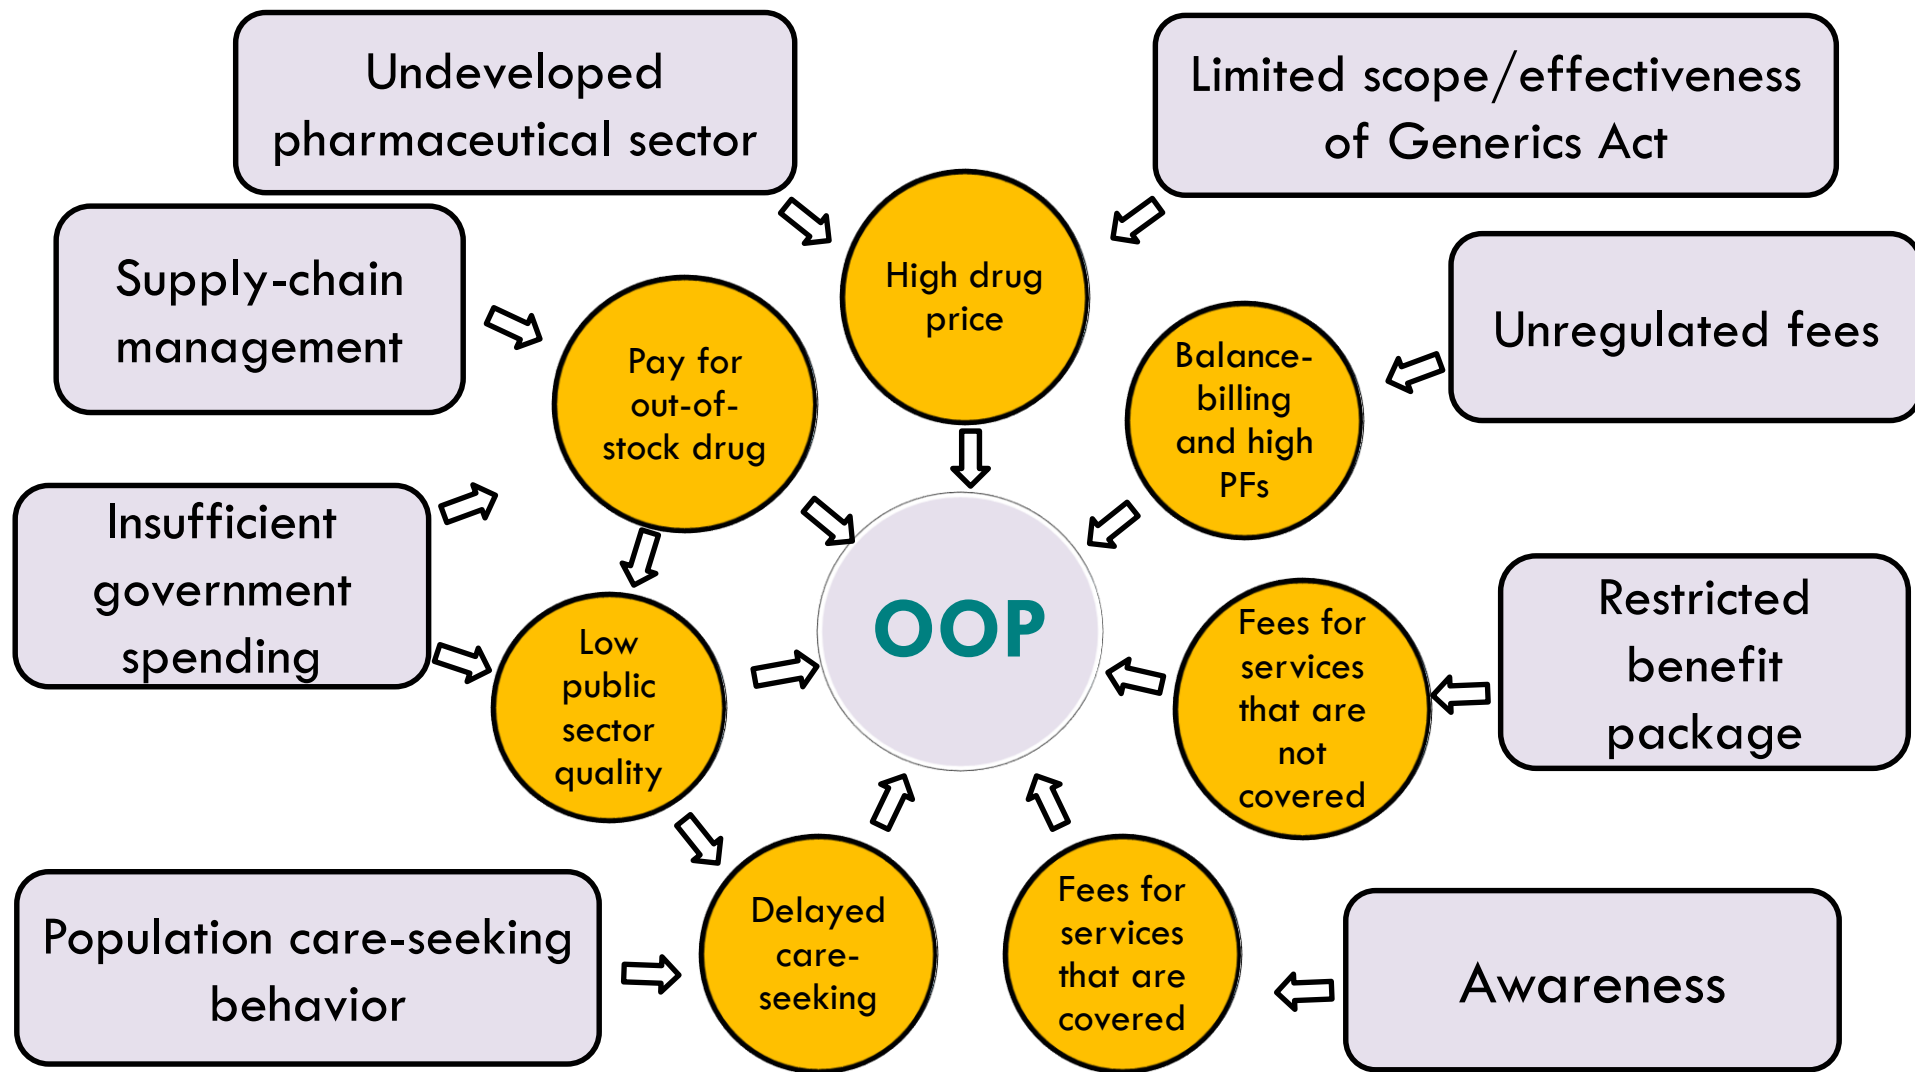 Undeveloped
pharmaceutical sector
Limited scope/effectiveness
of Generics Act
Supply-chain
management
High drug
price
Unregulated fees
Pay for
out-of-
stock drug
Balance-
billing
and high
PFs
Insufficient
government
spending
OOP
Low
public
sector
quality
Fees for
services
that are
not
covered
Restricted
benefit
package
Population care-seeking
behavior
Delayed
care-
seeking
Fees for
services
that are
covered
Awareness